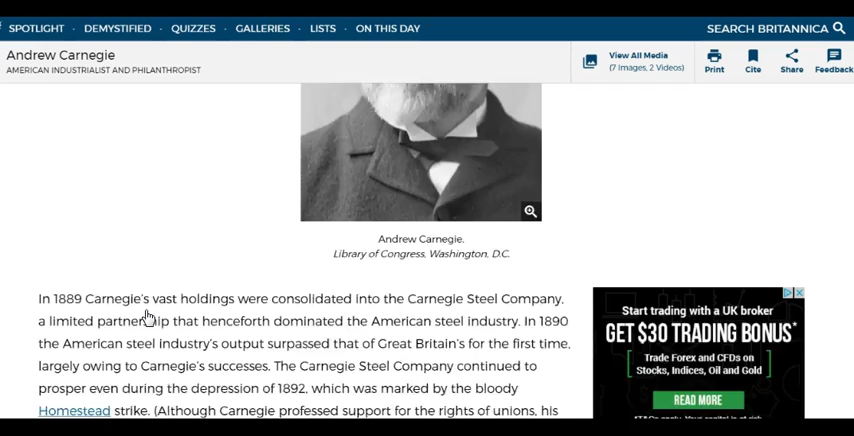 SPOTLIGHT · DEMYSTIFIED · QUIZZES · GALLERIES · LISTS · ON THIS DAY
SEARCH BRITANNICA
Andrew Carnegie
AMERICAN INDUSTRIALIST AND PHILANTHROPIST
View All Media
(7 Images, 2 Videos)
Print
Cite
Share
Feedback
Andrew Carnegie.
Library of Congress, Washington, D.C.
In 1889 Carnegie's vast holdings were consolidated into the Carnegie Steel Company,
a limited partnership that henceforth dominated the American steel industry. In 1890
the American steel industry's output surpassed that of Great Britain's for the first time,
largely owing to Carnegie's successes. The Carnegie Steel Company continued to
prosper even during the depression of 1892, which was marked by the bloody
Homestead strike. (Although Carnegie professed support for the rights of unions, his
Start trading with a UK broker
GET $30 TRADING BONUS*
Trade Forex and CFDs on
Stocks, Indices, Oil and Gold
READ MORE